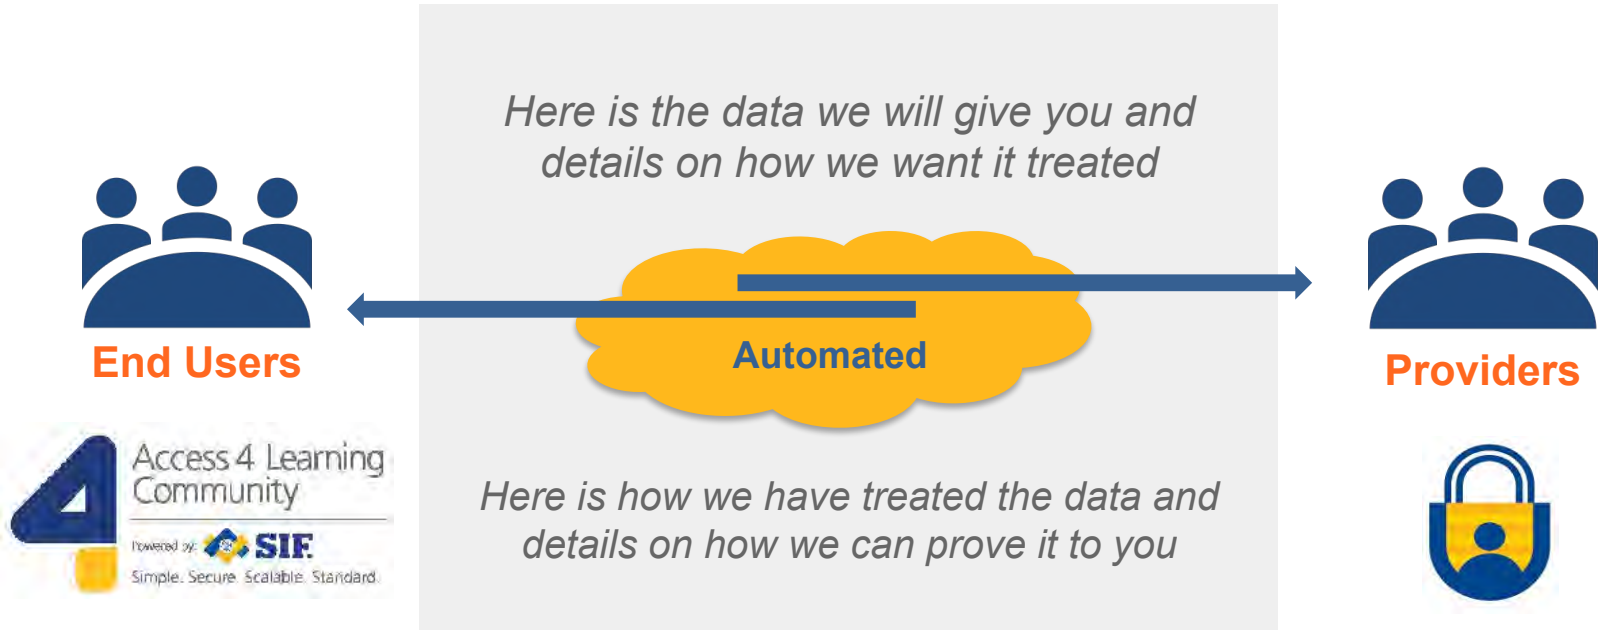 Here is the data we will give you and
details on how we want it treated
Automated
End Users
Providers
Access 4 Learning
Community
Powered by: SIF
Simple. Secure. Scalable. Standard.
Here is how we have treated the data and
details on how we can prove it to you